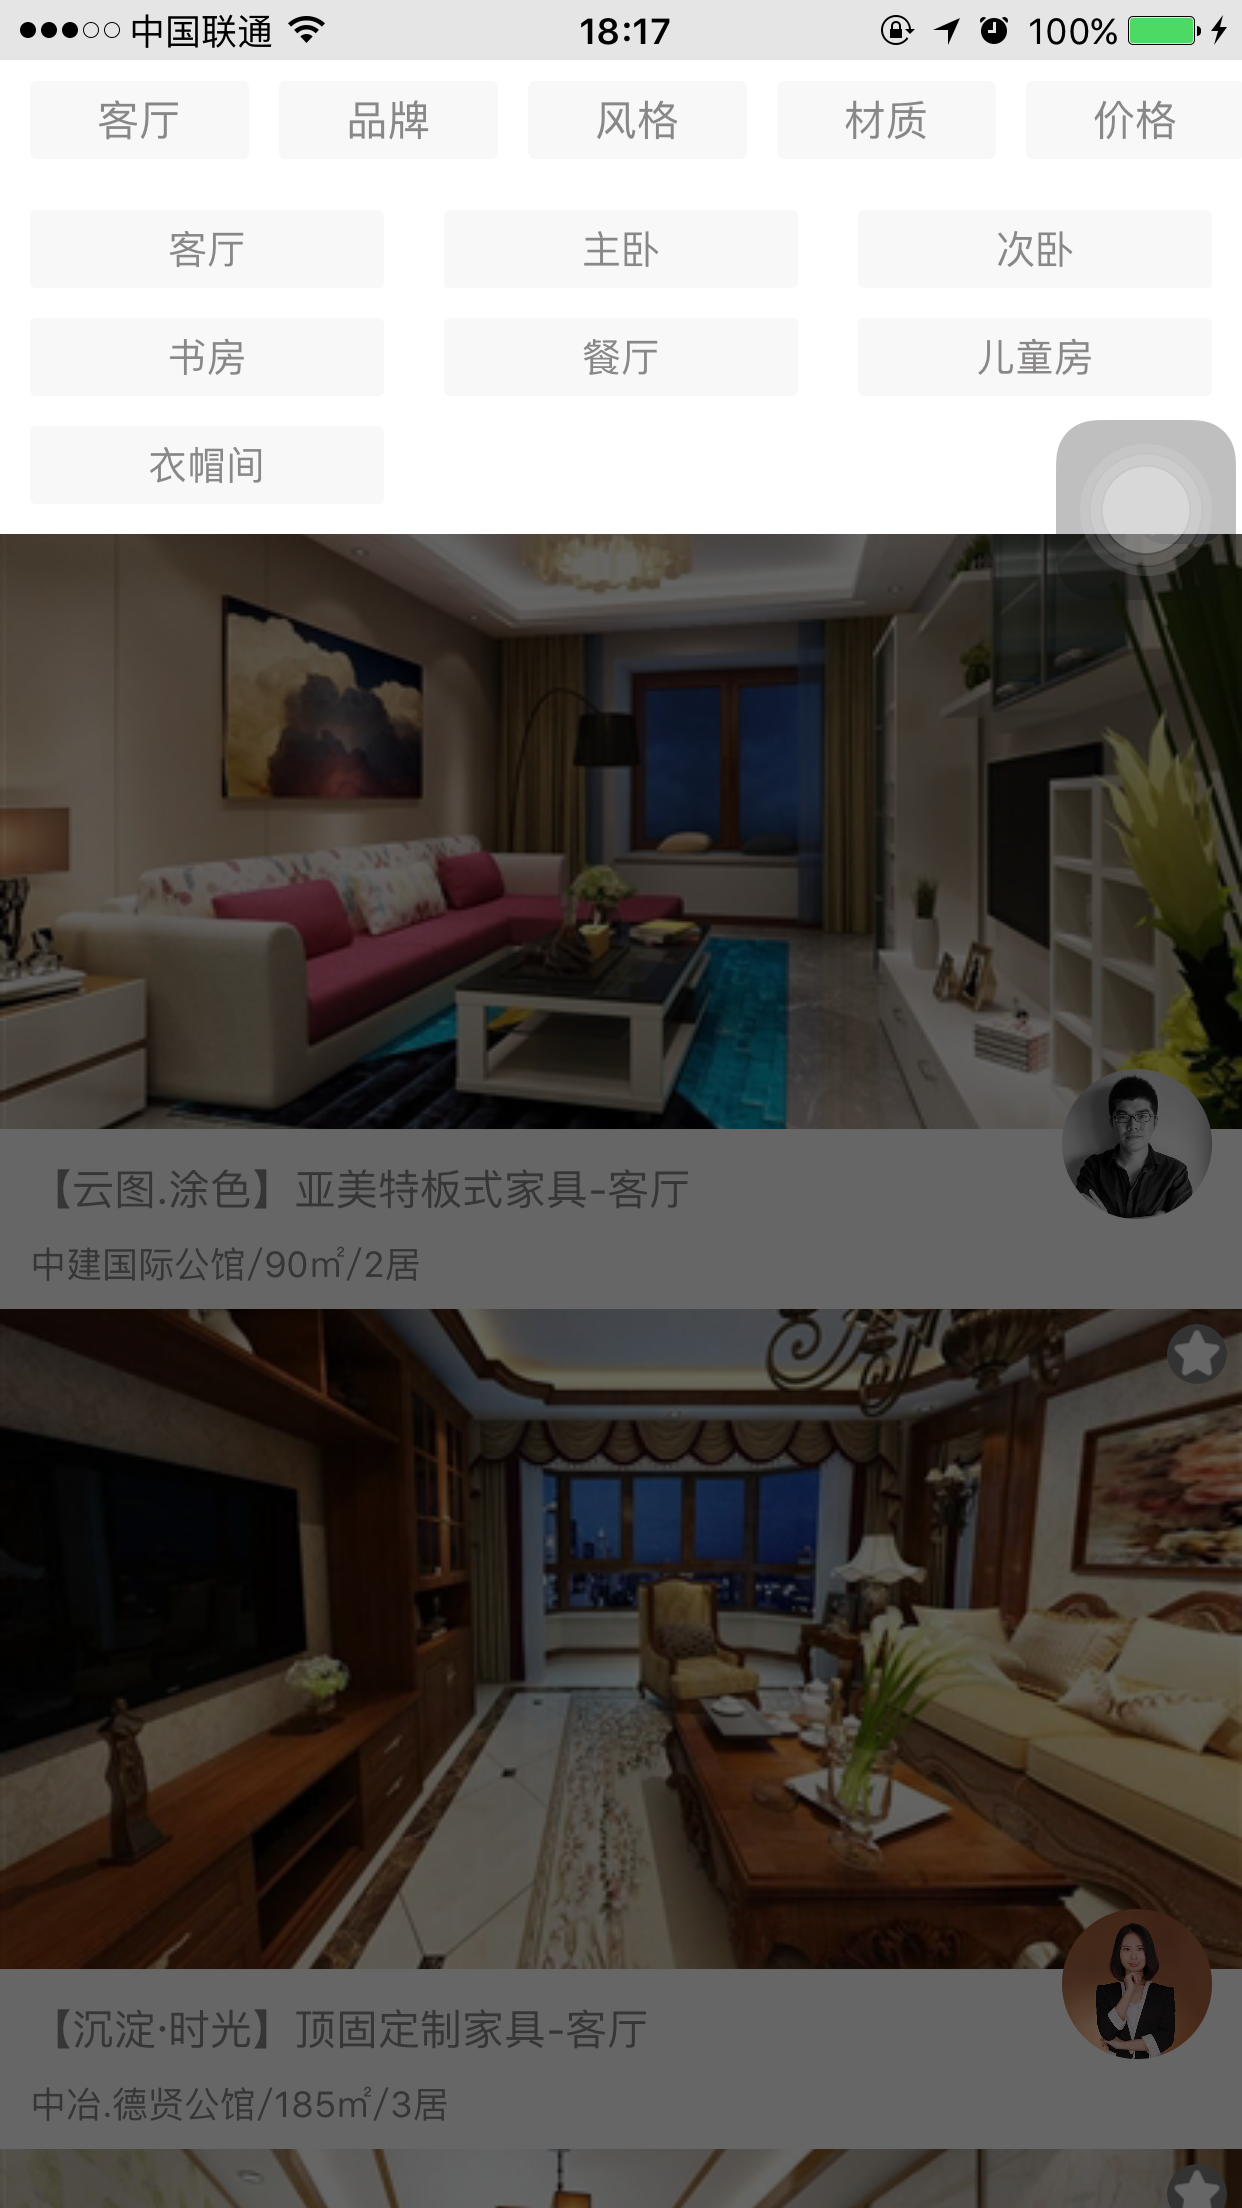 中国联通 18:17 100%
客厅 品牌 风格 材质 价格
客厅 主卧 次卧
书房 餐厅 儿童房
衣帽间
【云图.涂色】亚美特板式家具-客厅
中建国际公馆/90㎡/2居
【沉淀·时光】顶固定制家具-客厅
中冶.德贤公馆/185㎡/3居